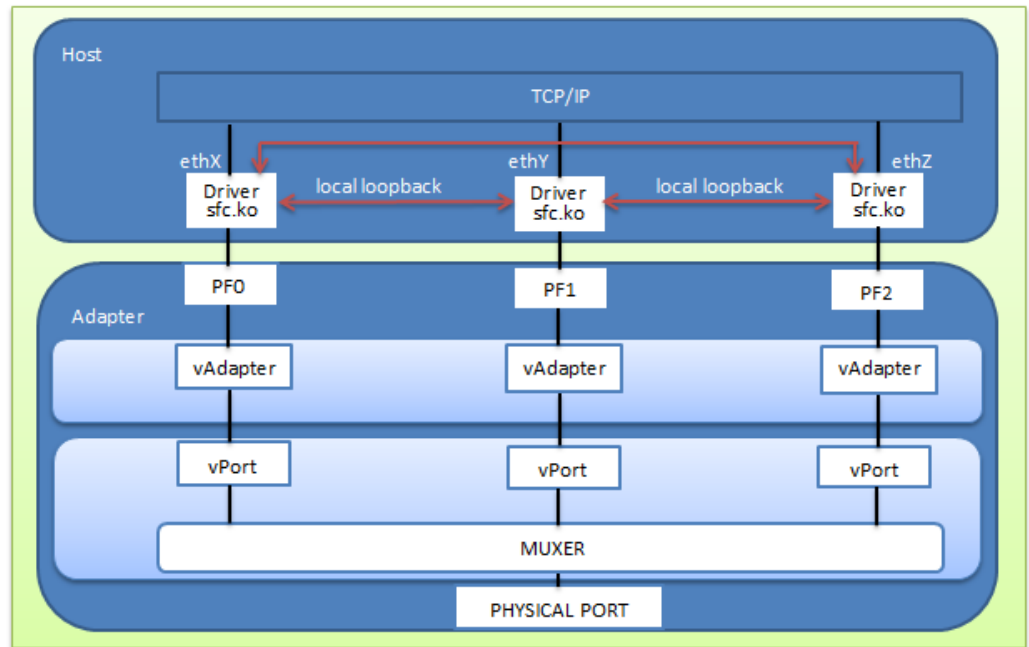 Host
TCP/IP
ethX
ethY
ethZ
Driver
sfc.ko
local loopback
Driver
sfc.ko
local loopback
Driver
sfc.ko
PF0
PF1
PF2
Adapter
vAdapter
vAdapter
vAdapter
vPort
vPort
vPort
MUXER
PHYSICAL PORT